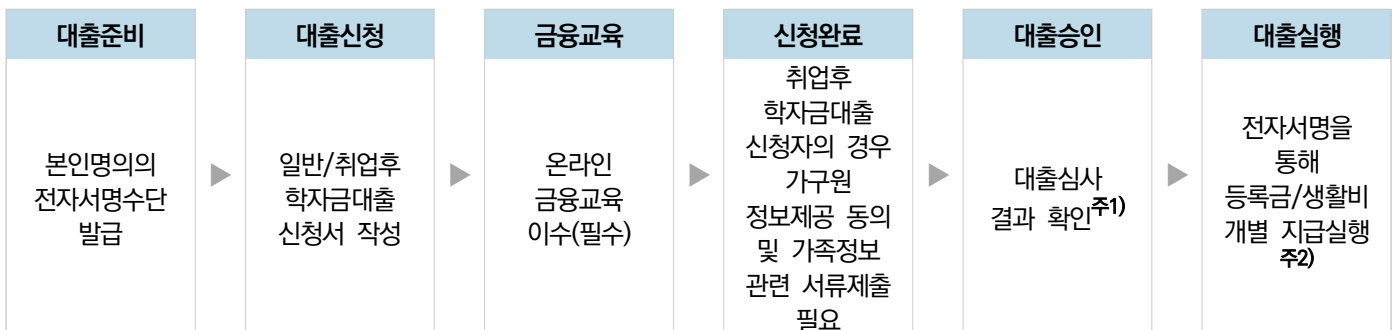 대출준비
본인명의의
전자서명수단
발급
대출신청
일반/취업후
학자금대출
신청서 작성
금융교육
온라인
금융교육
이수(필수)
신청완료
취업후
학자금대출
신청자의 경우
가구원
정보제공 동의
및 가족정보
관련 서류제출
필요
대출승인
대출심사
결과 확인주1)
대출실행
전자서명을
통해
등록금/생활비
개별 지급실행
주2)